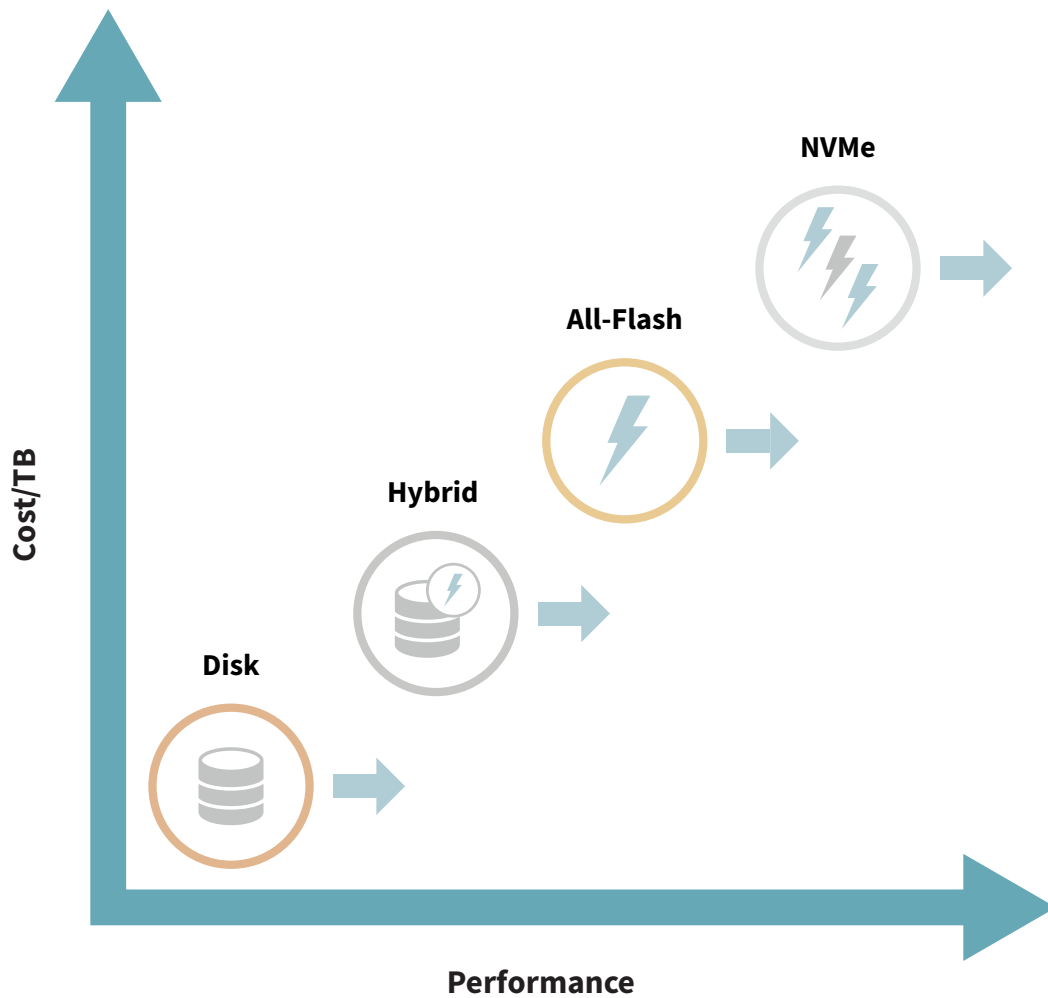 NVMe
All-Flash
Hybrid
Disk
Cost/TB
Performance